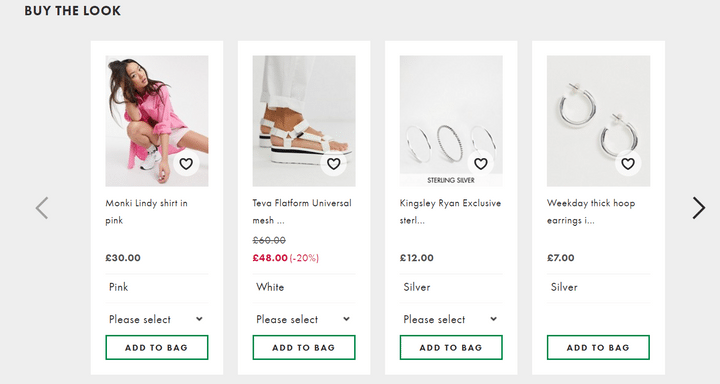 BUY THE LOOK
Monki Lindy shirt in
pink
£30.00
Pink
Please select
ADD TO BAG
Teva Flatform Universal
mesh ...
£60.00
£48.00 (-20%)
White
Please select
ADD TO BAG
STERLING SILVER
Kingsley Ryan Exclusive
sterl...
£12.00
Silver
Please select
ADD TO BAG
Weekday thick hoop
earrings i...
£7.00
Silver
ADD TO BAG